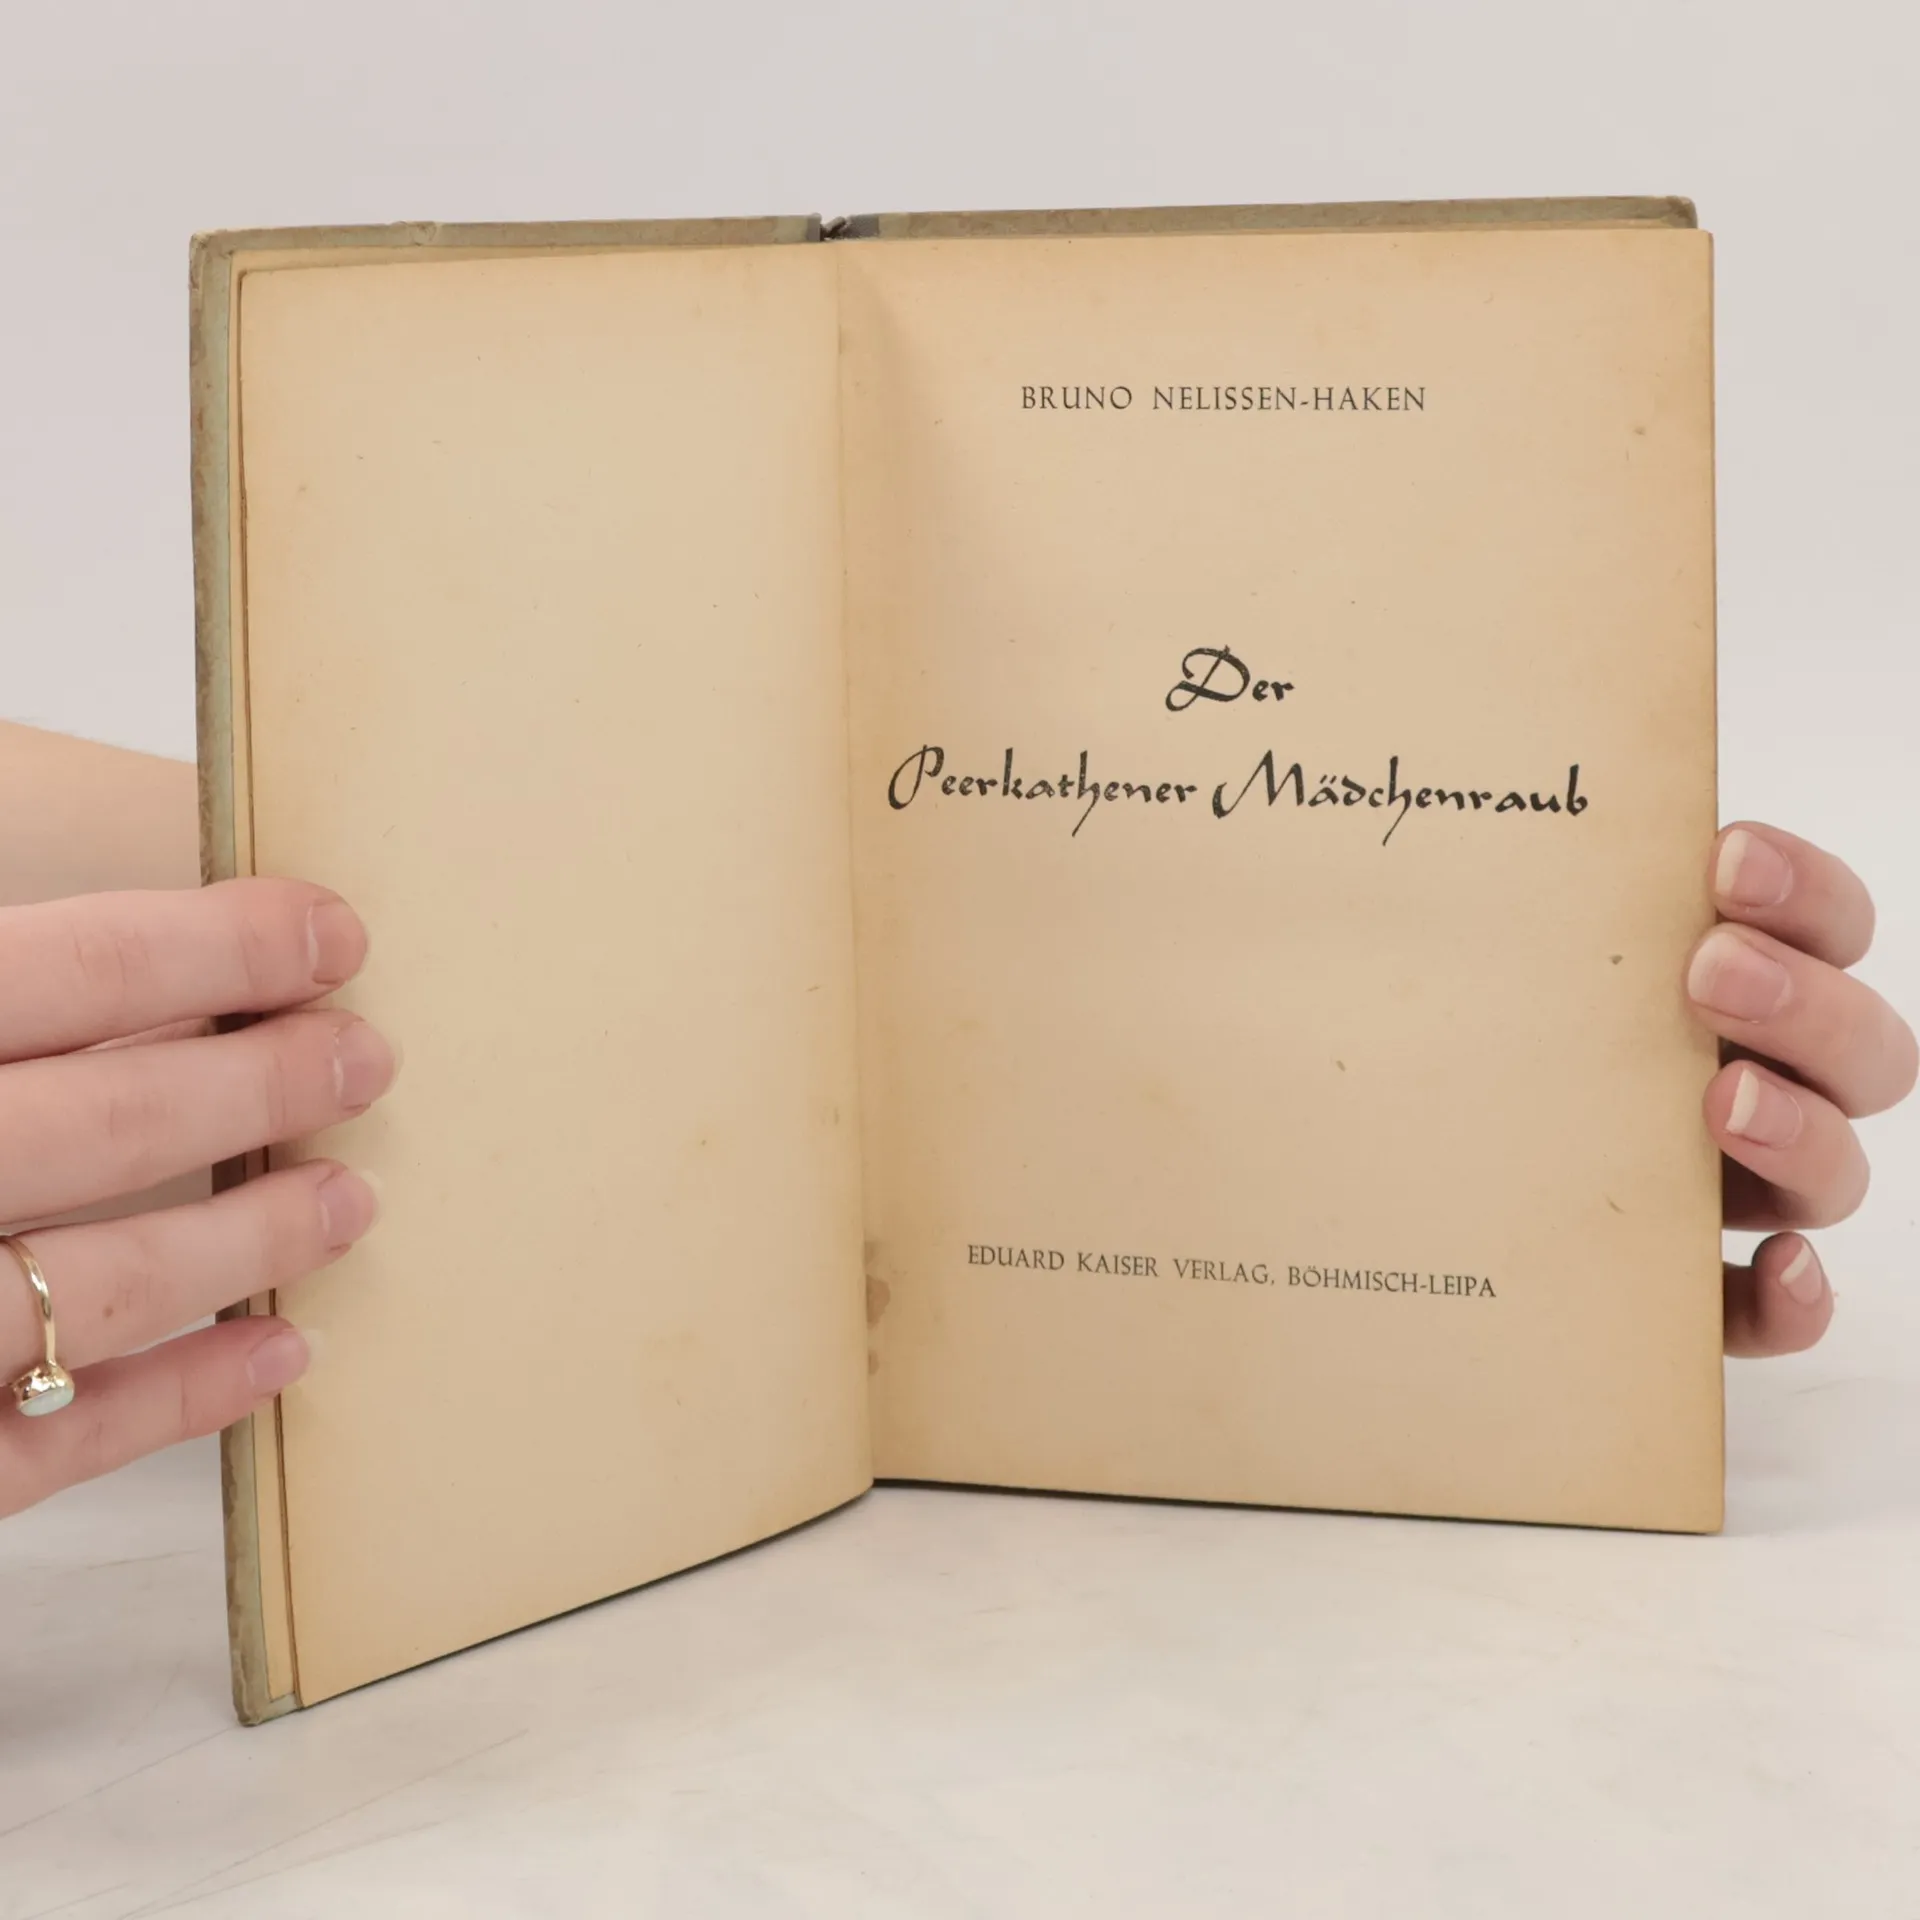 BRUNO NELISSEN-HAKEN
Der
Peerkathener Mädchenraub
EDUARD KAISER VERLAG, BÖHMISCH-LEIPA